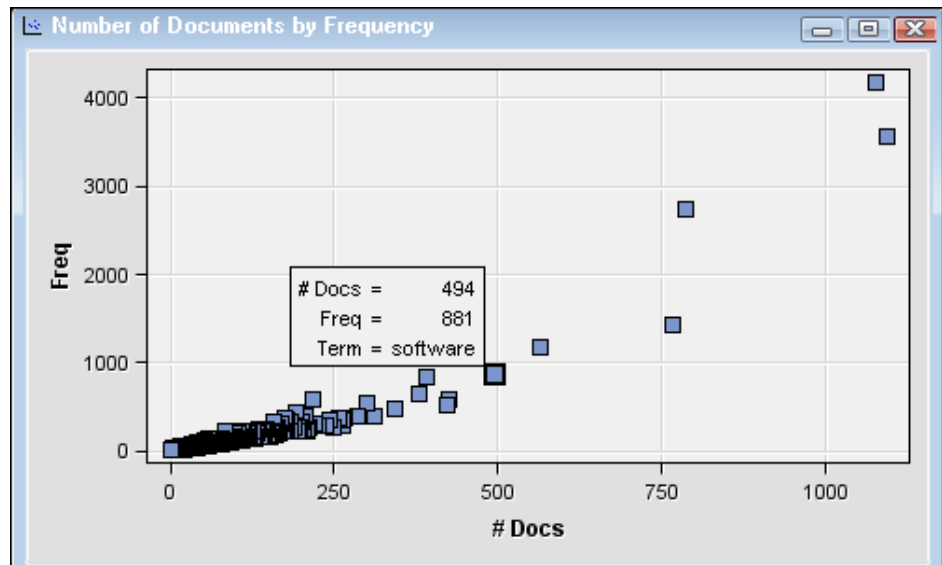 Number of Documents by Frequency
4000
3000
2000
1000
0
Freq
# Docs = 494
Freq = 881
Term = software
0 250 500 750 1000
# Docs